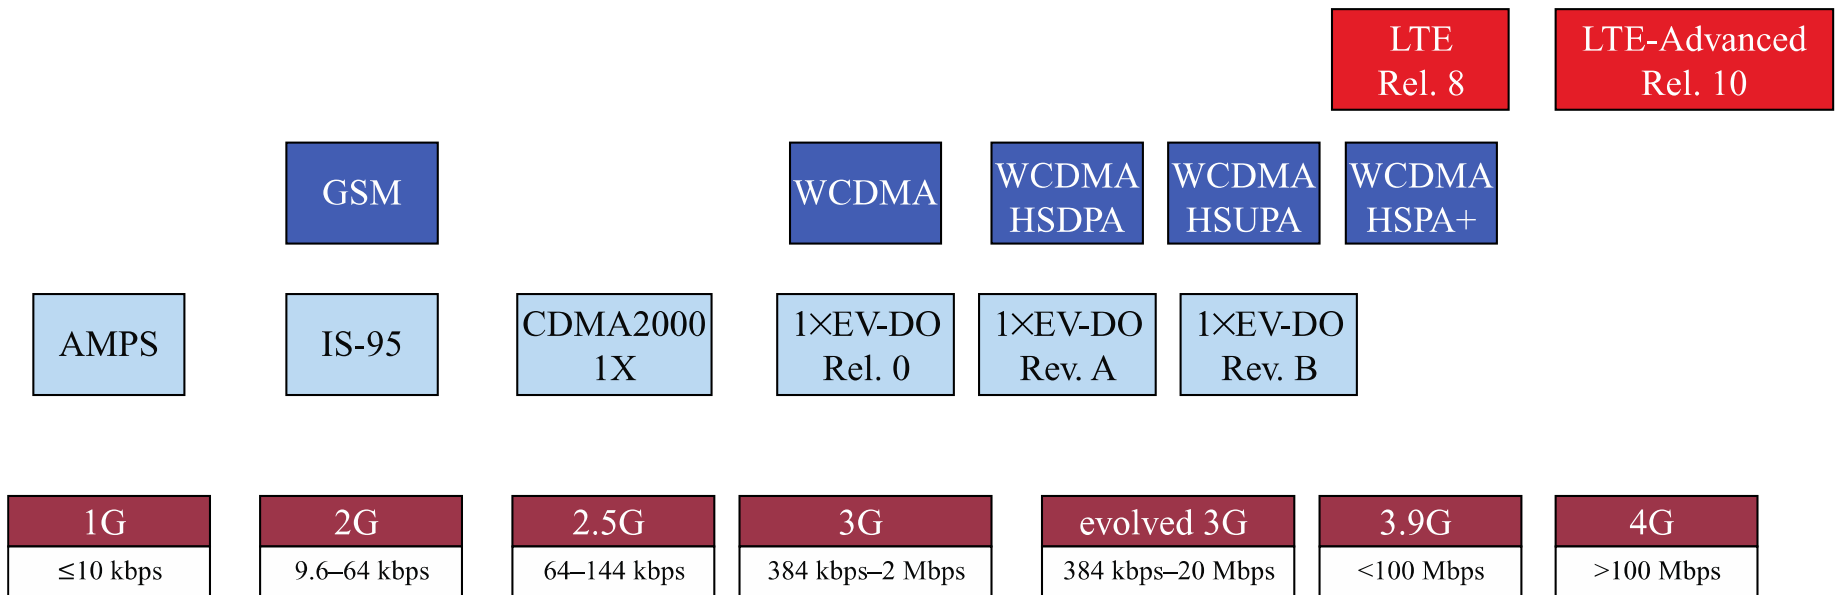 LTE
Rel. 8
LTE-Advanced
Rel. 10
GSM
WCDMA
WCDMA
HSDPA
WCDMA
HSUPA
WCDMA
HSPA+
AMPS
IS-95
CDMA2000
1X
1×EV-DO
Rel. 0
1×EV-DO
Rev. A
1×EV-DO
Rev. B
1G
≤10 kbps
2G
9.6–64 kbps
2.5G
64–144 kbps
3G
384 kbps–2 Mbps
evolved 3G
384 kbps–20 Mbps
3.9G
<100 Mbps
4G
>100 Mbps